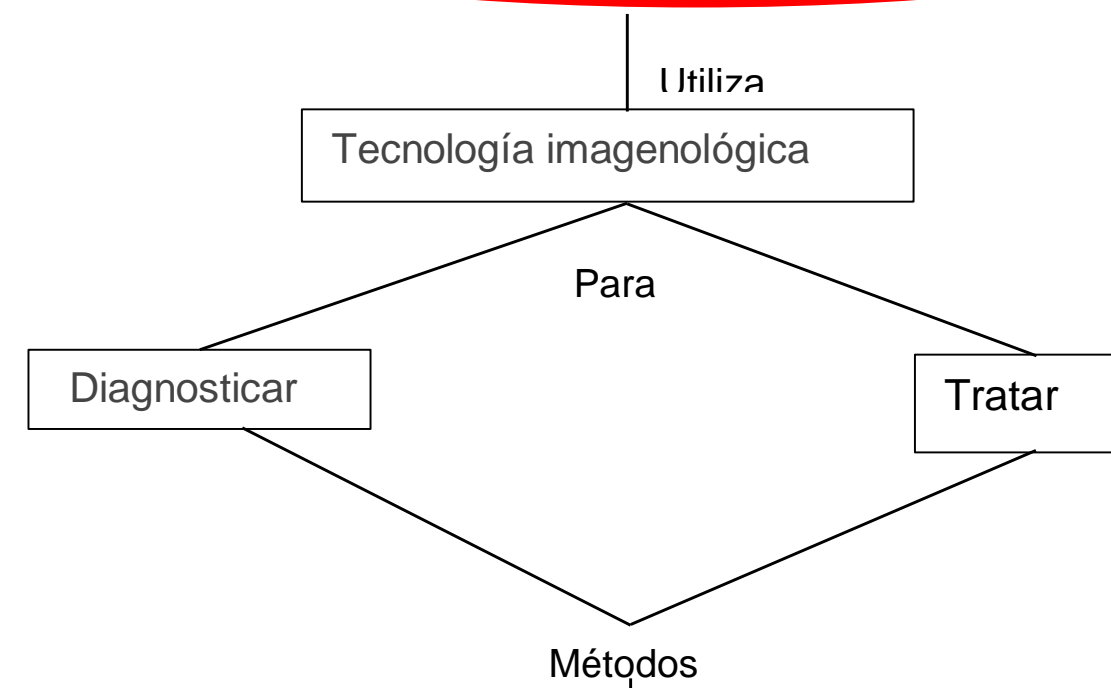 Utiliza
Tecnología imagenológica
Para
Diagnosticar
Tratar
Métodos